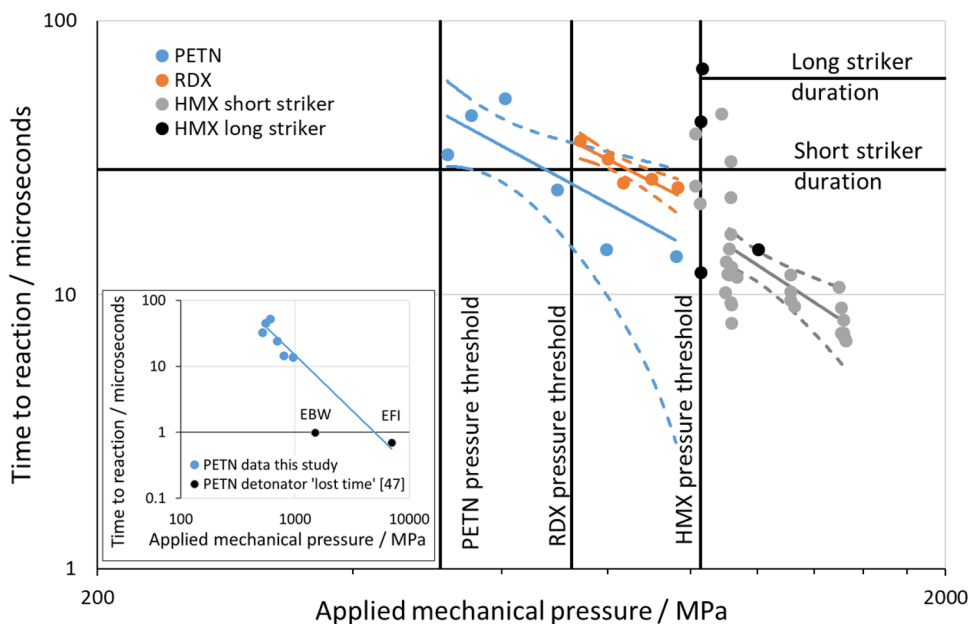 100
PETN
RDX
HMX short striker
HMX long striker
Long striker
duration
Short striker
duration
Time to reaction / microseconds
10
1
200
2000
Applied mechanical pressure / MPa
PETN pressure threshold
RDX pressure threshold
HMX pressure threshold
Time to reaction / microseconds
100
10
1
0.1
EBW
EFI
PETN data this study
PETN detonator 'lost time' [47]
100
1000
10000
Applied mechanical pressure / MPa